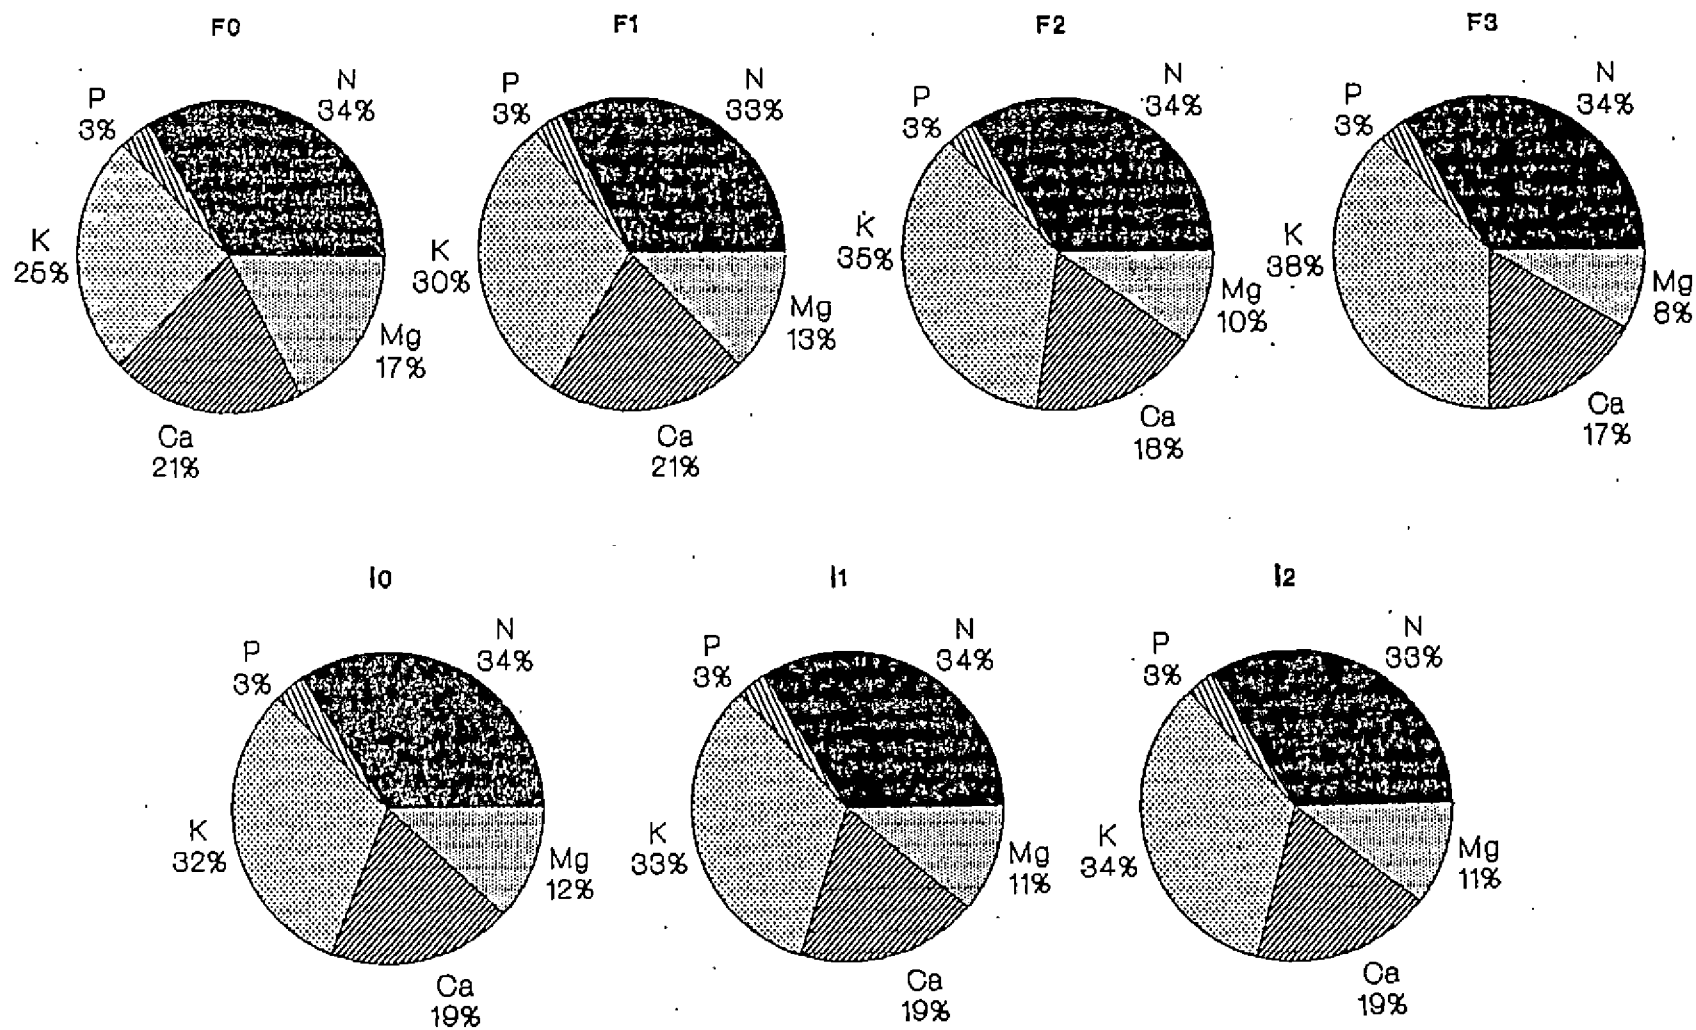 F0
N
34%
P
3%
K
25%
Mg
17%
Ca
21%
F1
N
33%
P
3%
K
30%
Mg
13%
Ca
21%
F2
N
34%
P
3%
K
35%
Mg
10%
Ca
18%
F3
N
34%
P
3%
K
38%
Mg
8%
Ca
17%
I0
N
34%
P
3%
K
32%
Mg
12%
Ca
19%
I1
N
34%
P
3%
K
33%
Mg
11%
Ca
19%
I2
N
33%
P
3%
K
34%
Mg
11%
Ca
19%